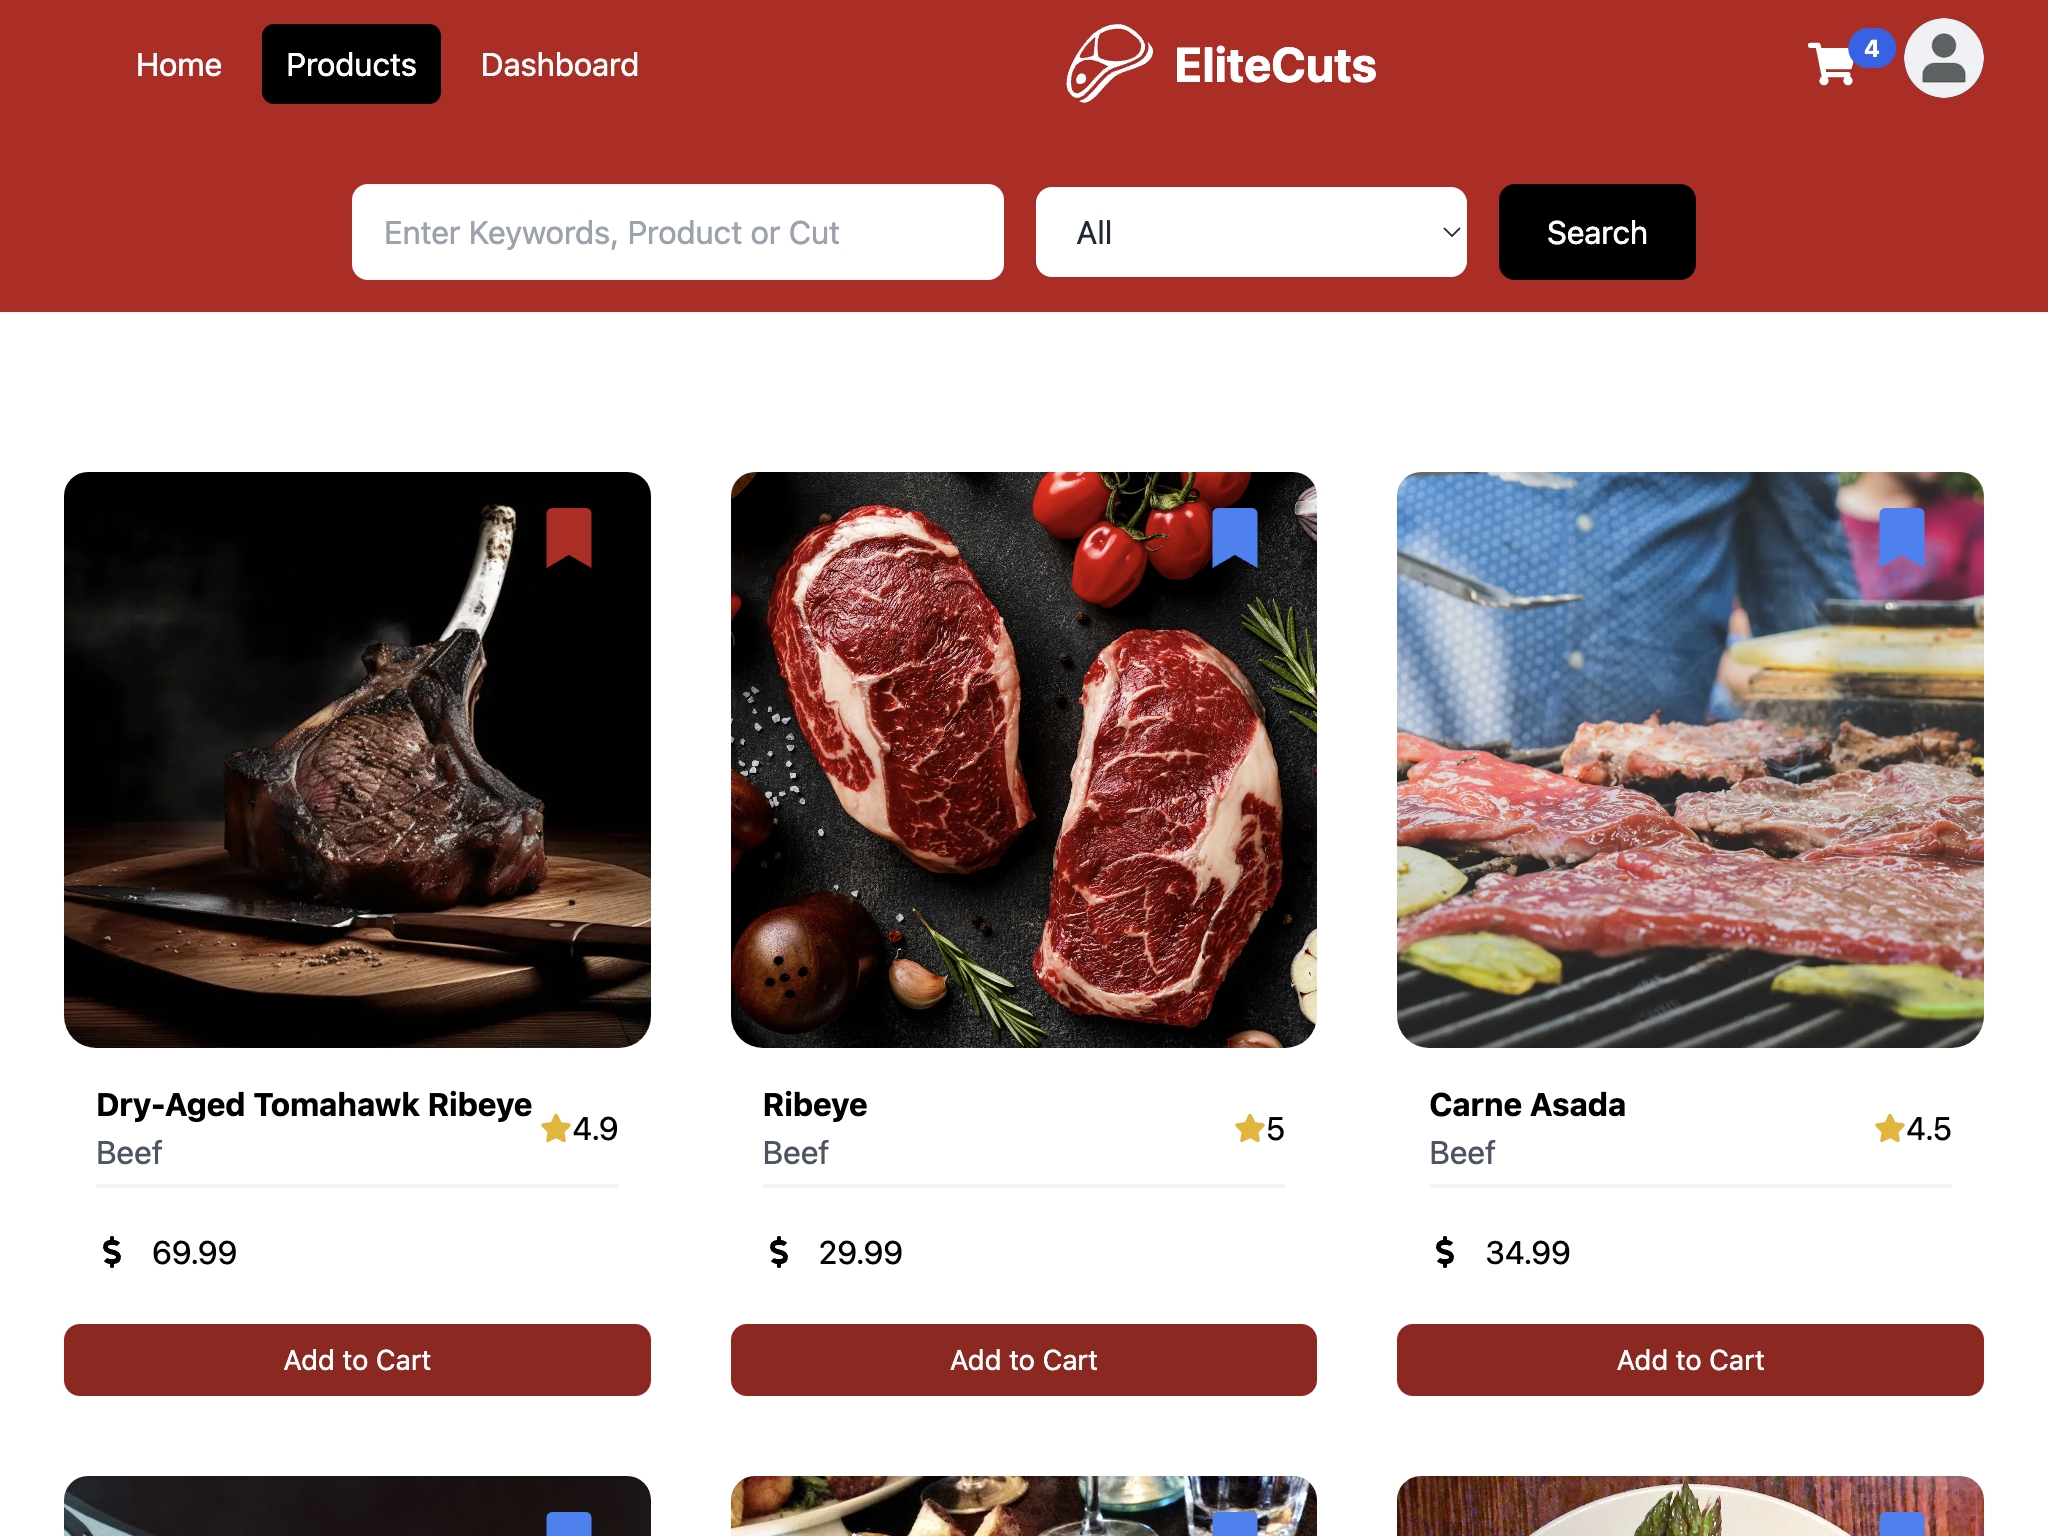 Home Products Dashboard
EliteCuts
4
Enter Keywords, Product or Cut
All
Search
Dry-Aged Tomahawk Ribeye
4.9
Beef
$ 69.99
Add to Cart
Ribeye
5
Beef
$ 29.99
Add to Cart
Carne Asada
4.5
Beef
$ 34.99
Add to Cart